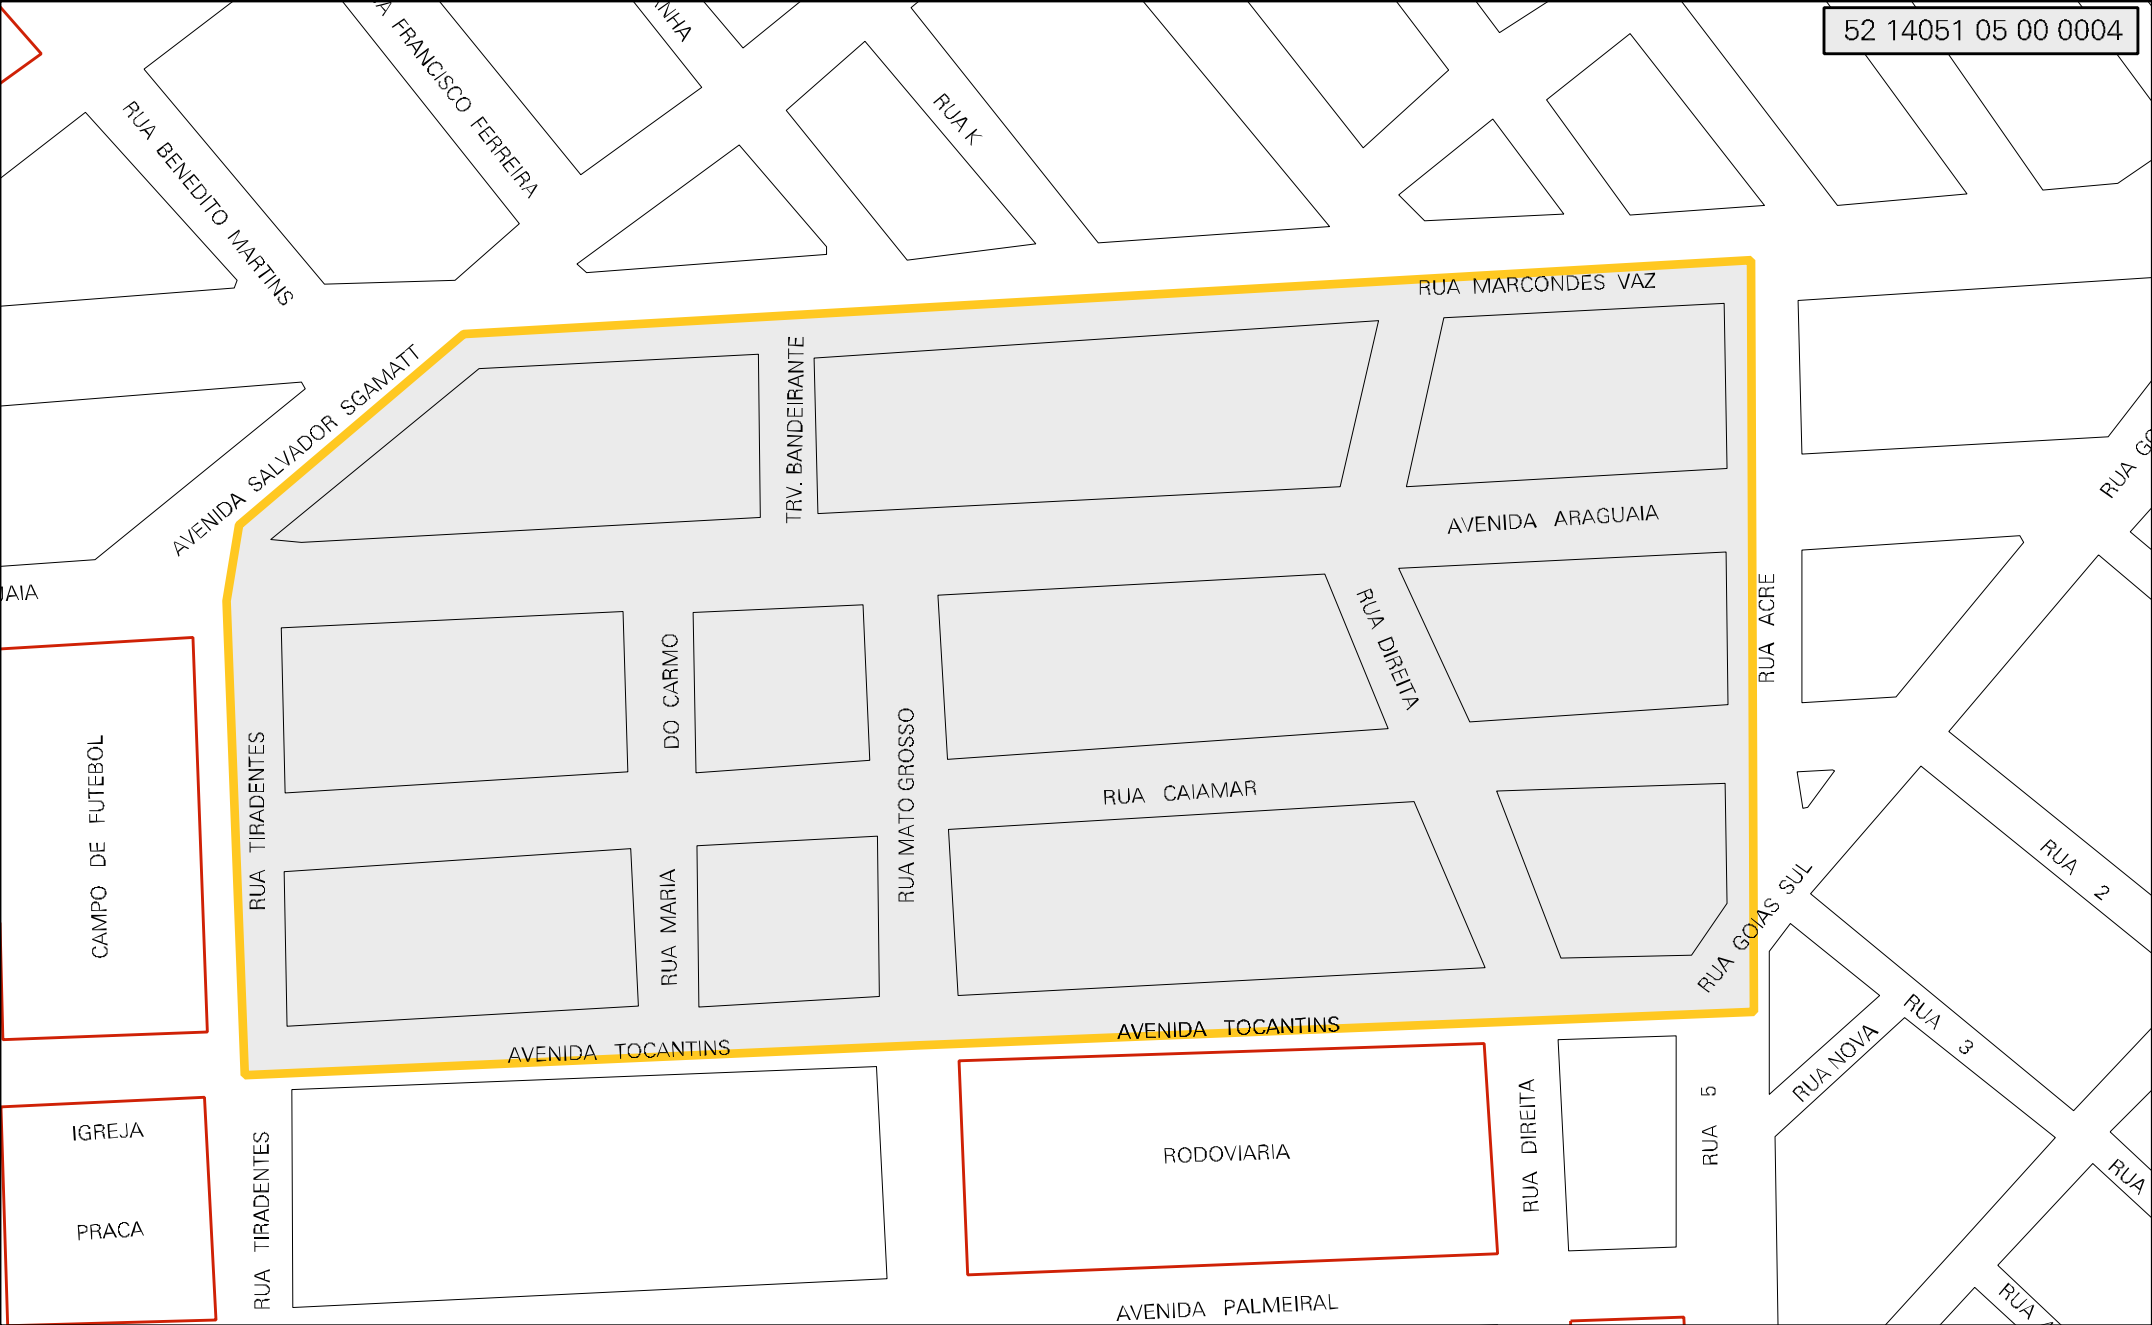 52 14051 05 00 0004
FRANCISCO FERREIRA
RUA K
RUA BENEDITO MARTINS
RUA MARCONDES VAZ
AVENIDA SALVADOR SGAMATT
TRV. BANDEIRANTE
AVENIDA ARAGUAIA
RUA ACRE
RUA DIREITA
DO CARMO
RUA MARIA
RUA MATO GROSSO
RUA CAIAMAR
RUA TIRADENTES
CAMPO DE FUTEBOL
RUA GOIAS SUL
RUA 2
RUA 3
RUA NOVA
AVENIDA TOCANTINS
AVENIDA TOCANTINS
IGREJA
PRACA
RUA TIRADENTES
RODOVIARIA
RUA DIREITA
RUA 5
RUA
RUA
AVENIDA PALMEIRAL